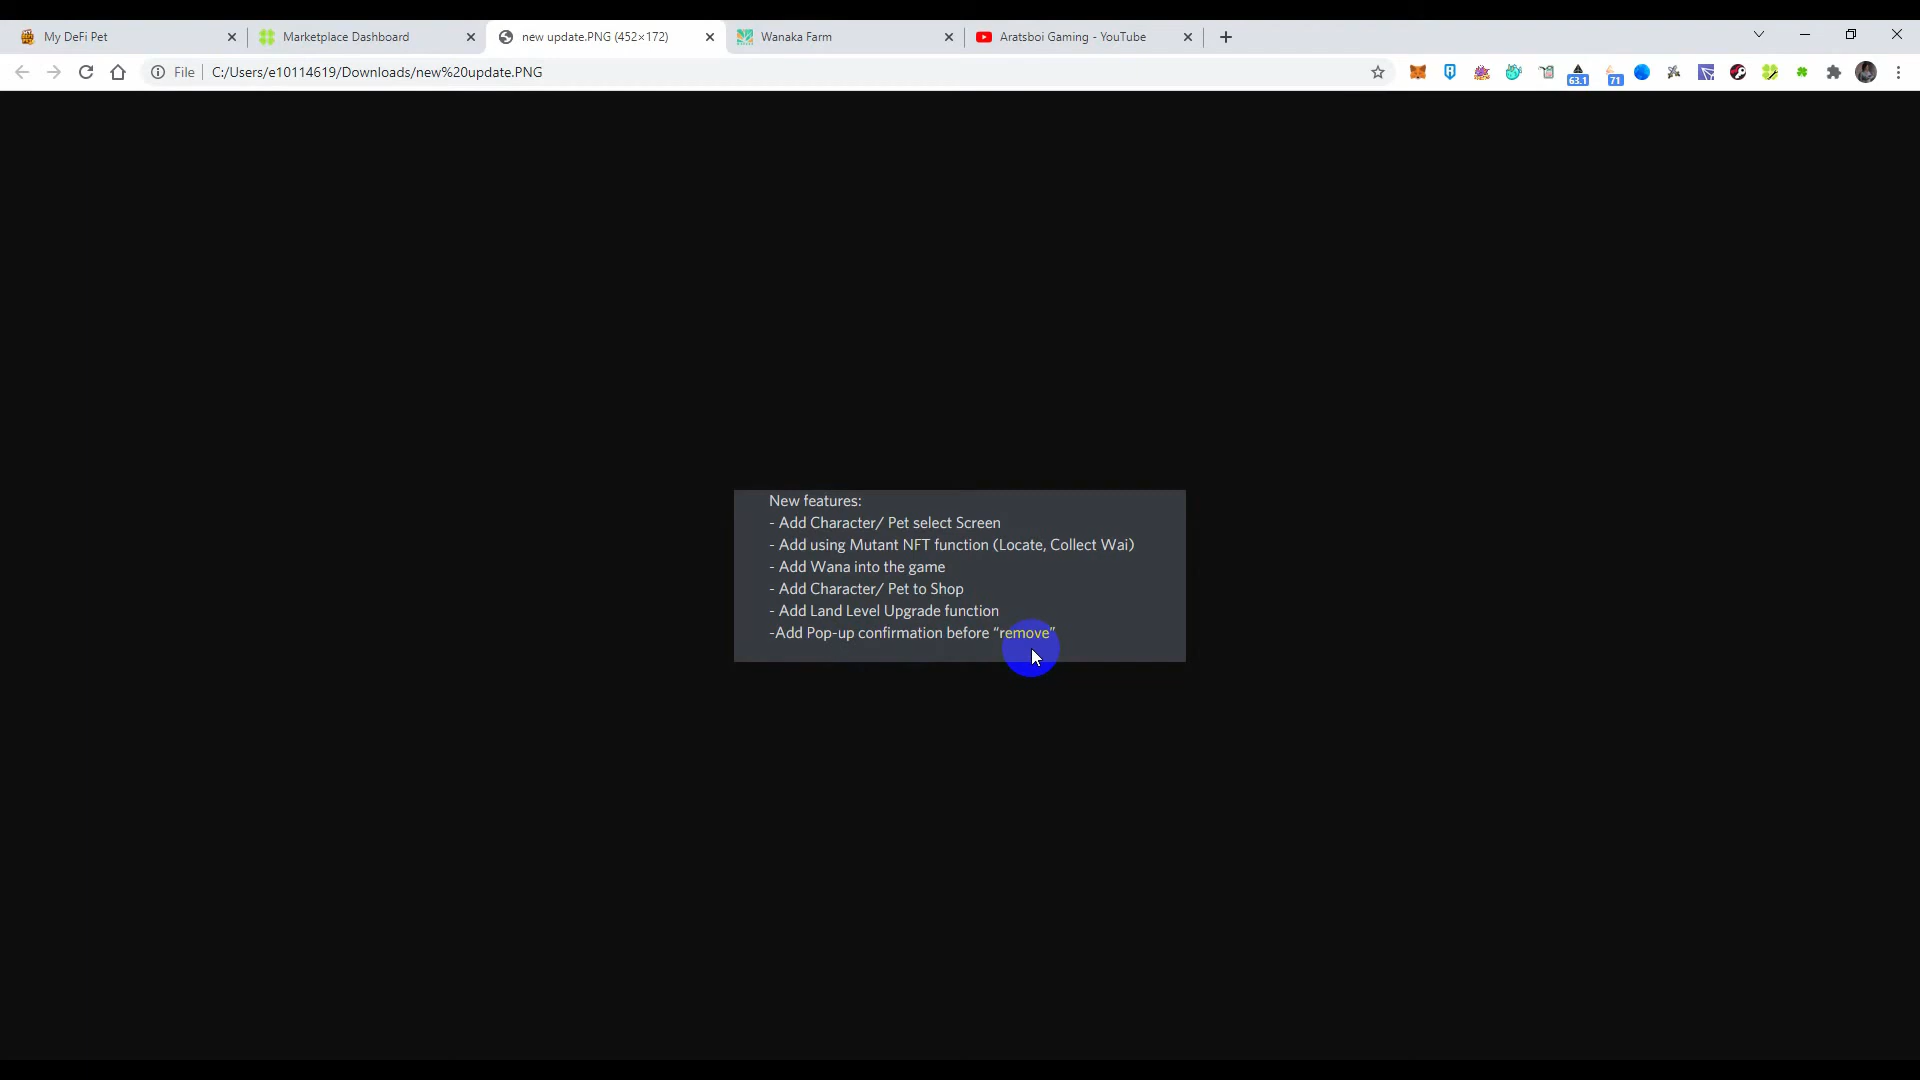 My DeFi Pet
Marketplace Dashboard
new update.PNG (452×172)
Wanaka Farm
Aratsboi Gaming - YouTube
File
C:/Users/e10114619/Downloads/new%20update.PNG
63.1
71
New features:
- Add Character/ Pet select Screen
- Add using Mutant NFT function (Locate, Collect Wai)
- Add Wana into the game
- Add Character/ Pet to Shop
- Add Land Level Upgrade function
-Add Pop-up confirmation before “remove”